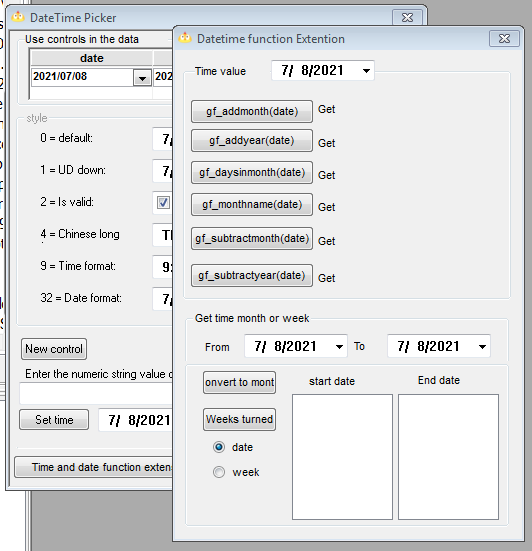 DateTime Picker
Use controls in the data
date
2021/07/08
202
style
0 = default:
7/
1 = UD down:
7/
2 = Is valid:
4 = Chinese long
9 = Time format:
32 = Date format:
7/
New control
Enter the numeric string value
Set time
7/ 8/2021
Time and date function
Datetime function Extention
Time value
7/ 8/2021
gf_addmonth(date) Get
gf_addyear(date) Get
gf_daysinmonth(date) Get
gf_monthname(date) Get
gf_subtractmonth(date) Get
gf_subtractyear(date) Get
Get time month or week
From 7/ 8/2021 To 7/ 8/2021
onvert to mont
start date
End date
Weeks turned
date
week